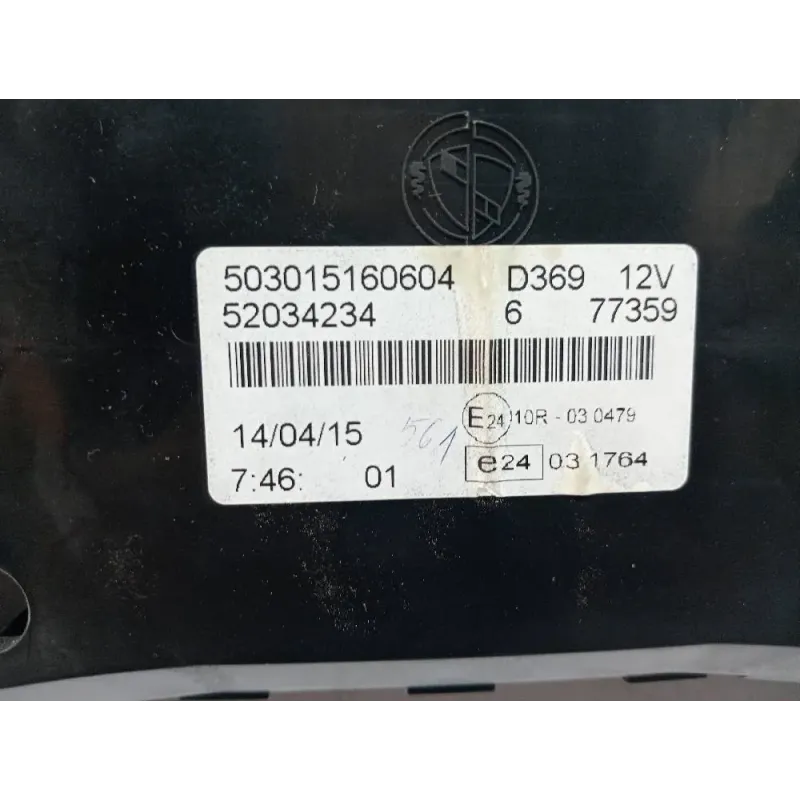 503015160604 D369 12V
52034234 6 77359
14/04/15 561
E24 10R - 03 0479
7:46: 01
e24 03 1764